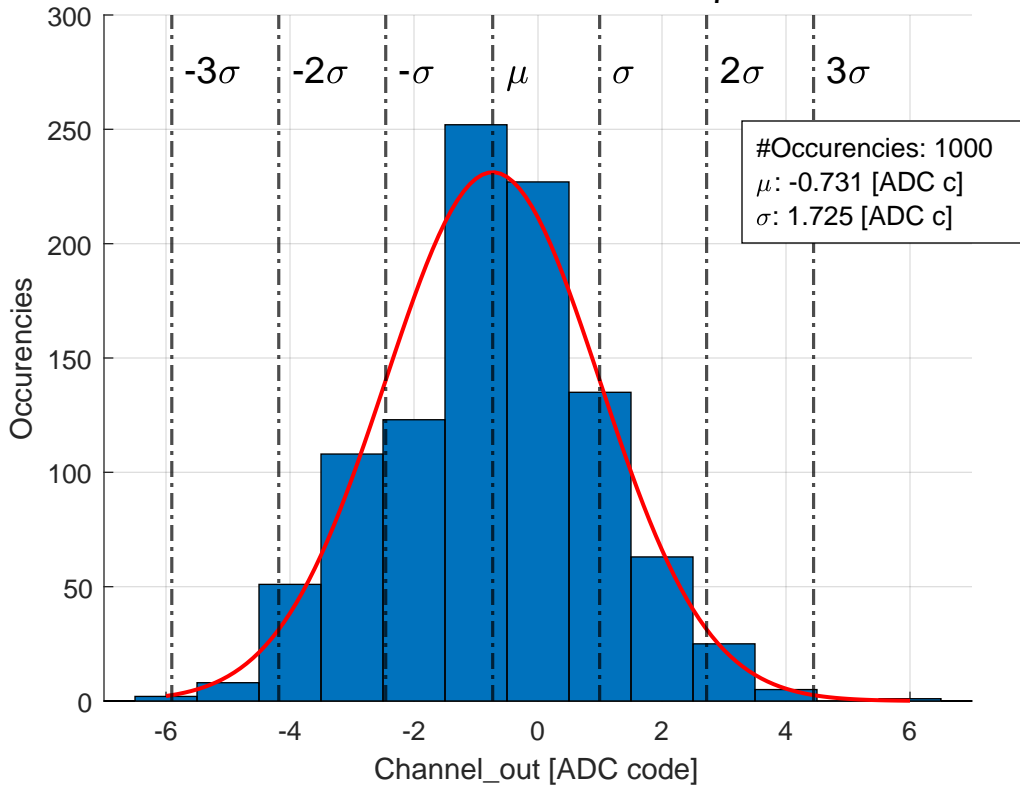 300
250
200
150
100
50
0
Occurencies
-3σ
-2σ
-σ
μ
σ
2σ
3σ
#Occurencies: 1000
μ: -0.731 [ADC c]
σ: 1.725 [ADC c]
-6
-4
-2
0
2
4
6
Channel_out [ADC code]